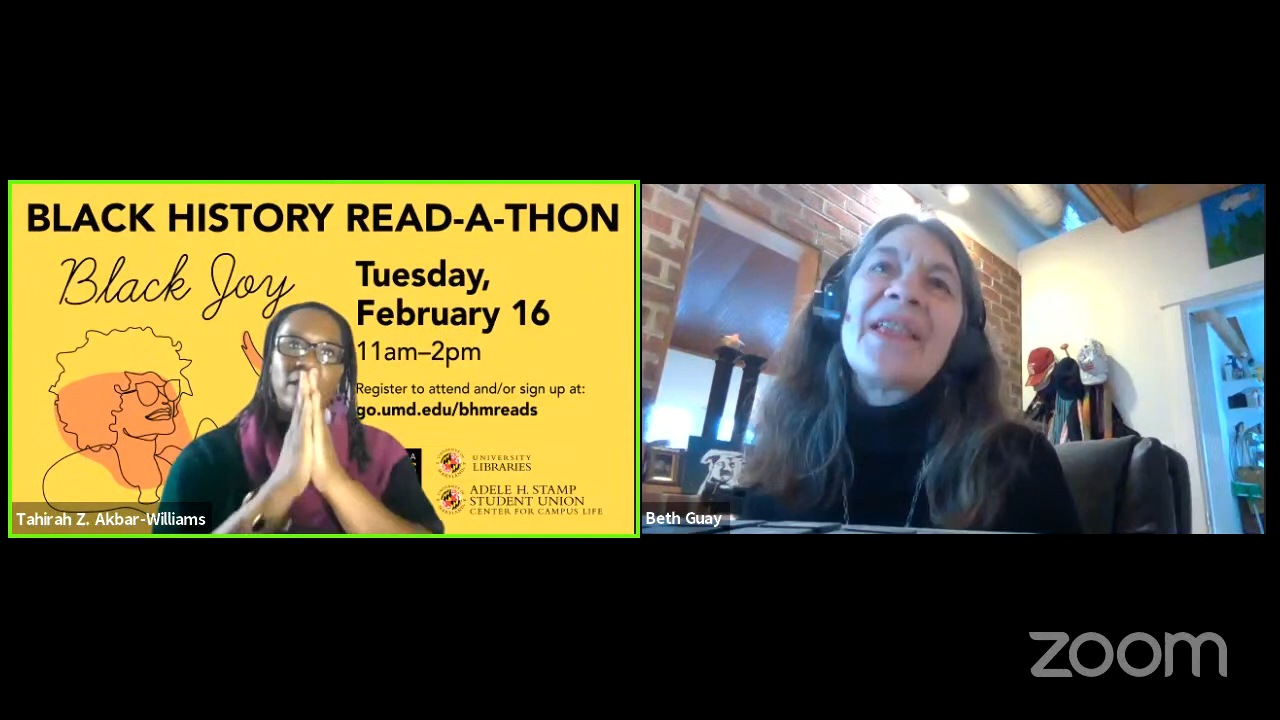 BLACK HISTORY READ-A-THON
Black Joy
Tuesday,
February 16
11am–2pm
Register to attend and/or sign up at:
go.umd.edu/bhmreads
UNIVERSITY
LIBRARIES
ADELE H. STAMP
STUDENT UNION
CENTER FOR CAMPUS LIFE
Tahirah Z. Akbar-Williams
Beth Guay
zoom